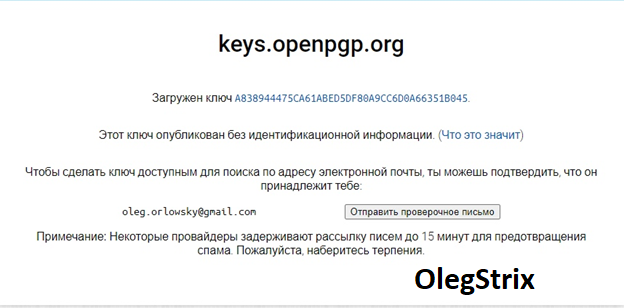 keys.openpgp.org
Загружен ключ A838944475CA61ABED5DF80A9CC6D0A66351B045.
Этот ключ опубликован без идентификационной информации. (Что это значит)
Чтобы сделать ключ доступным для поиска по адресу электронной почты, ты можешь подтвердить, что он
принадлежит тебе:
oleg.orlowsky@gmail.com Отправить проверочное письмо
Примечание: Некоторые провайдеры задерживают рассылку писем до 15 минут для предотвращения
спама. Пожалуйста, наберитесь терпения.
OlegStrix